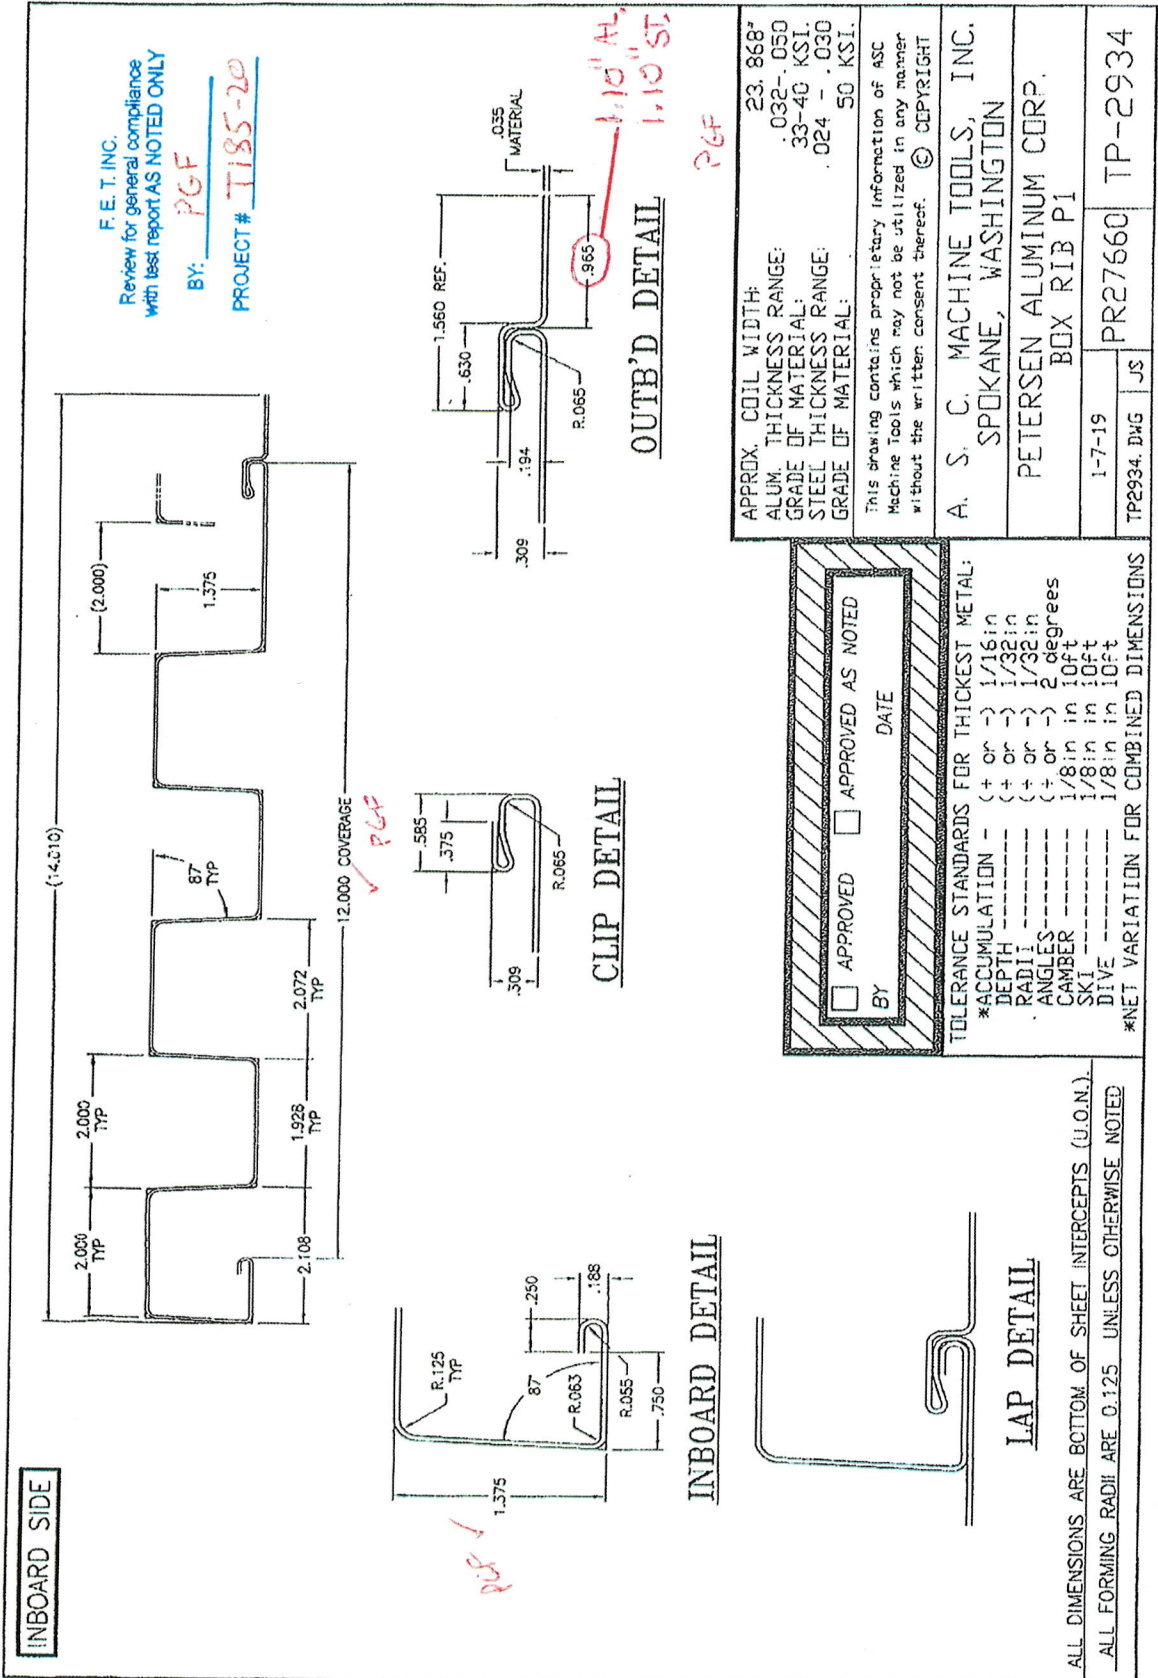 INBOARD SIDE
F. E. T. INC.
Review for general compliance
with test report AS NOTED ONLY
BY: PGF
PROJECT # T185-20
(14.010)
2.000
TYP
2.000
TYP
87
TYP
(2.000)
1.375
2.108
1.928
TYP
2.072
TYP
12.000 COVERAGE
✓ PGF
PGF ✓
1.375
R.125
TYP
87
R.063
R.055
.750
.250
.188
INBOARD DETAIL
.585
.375
.309
R.065
CLIP DETAIL
1.560 REF.
.630
.055
MATERIAL
.309
.194
R.065
.965
1.10" AL,
1.10" ST,
PGF
OUTB'D DETAIL
LAP DETAIL
ALL DIMENSIONS ARE BOTTOM OF SHEET INTERCEPTS (U.O.N.).
ALL FORMING RADII ARE 0.125 UNLESS OTHERWISE NOTED
APPROVED APPROVED AS NOTED
BY DATE
TOLERANCE STANDARDS FOR THICKEST METAL:
*ACCUMULATION - (+ or -) 1/16in
DEPTH --------- (+ or -) 1/32in
RADII --------- (+ or -) 1/32in
ANGLES--------- (+ or -) 2 degrees
CAMBER --------- 1/8in in 10ft
SKI --------- 1/8in in 10ft
DIVE --------- 1/8in in 10ft
*NET VARIATION FOR COMBINED DIMENSIONS
APPROX. COIL WIDTH: 23.868"
ALUM. THICKNESS RANGE: .032-.050
GRADE OF MATERIAL: 33-40 KSI.
STEEL THICKNESS RANGE: .024 - .030
GRADE OF MATERIAL: 50 KSI.
This drawing contains proprietary information of ASC
Machine Tools which may not be utilized in any manner
without the written consent thereof. © COPYRIGHT
A. S. C. MACHINE TOOLS, INC.
SPOKANE, WASHINGTON
PETERSEN ALUMINUM CORP.
BOX RIB P1
1-7-19
TP2934.DWG JS
PR27660 TP-2934